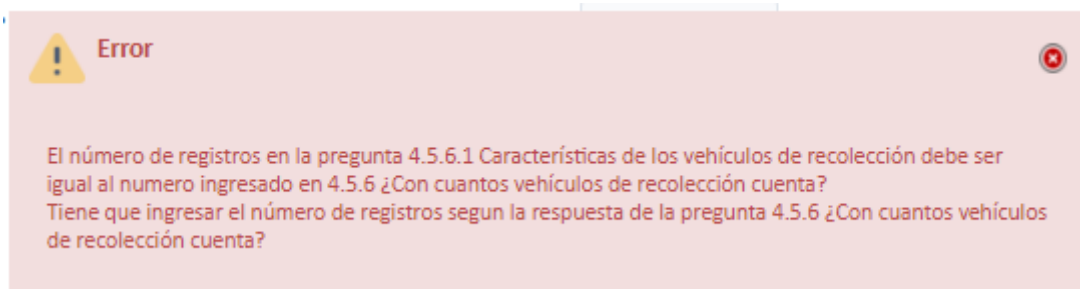 Error
El número de registros en la pregunta 4.5.6.1 Características de los vehículos de recolección debe ser
igual al numero ingresado en 4.5.6 ¿Con cuantos vehículos de recolección cuenta?
Tiene que ingresar el número de registros segun la respuesta de la pregunta 4.5.6 ¿Con cuantos vehículos
de recolección cuenta?